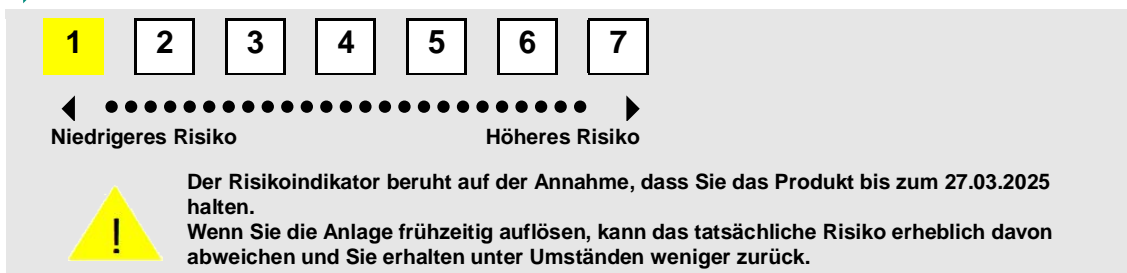 1 2 3 4 5 6 7
Niedrigeres Risiko Höheres Risiko
Der Risikoindikator beruht auf der Annahme, dass Sie das Produkt bis zum 27.03.2025
halten.
Wenn Sie die Anlage frühzeitig auflösen, kann das tatsächliche Risiko erheblich davon
abweichen und Sie erhalten unter Umständen weniger zurück.
!